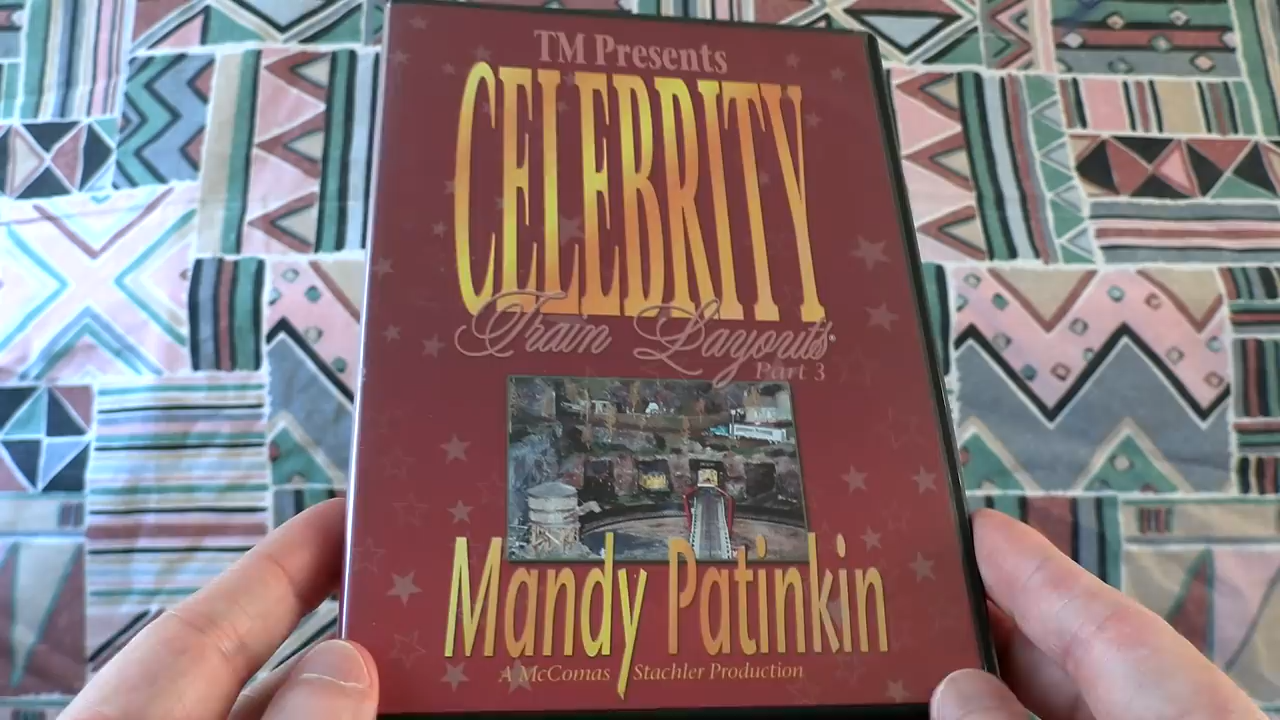 TM Presents
CELEBRITY
Train Layouts®
Part 3
Mandy Patinkin
A McComas Stachler Production